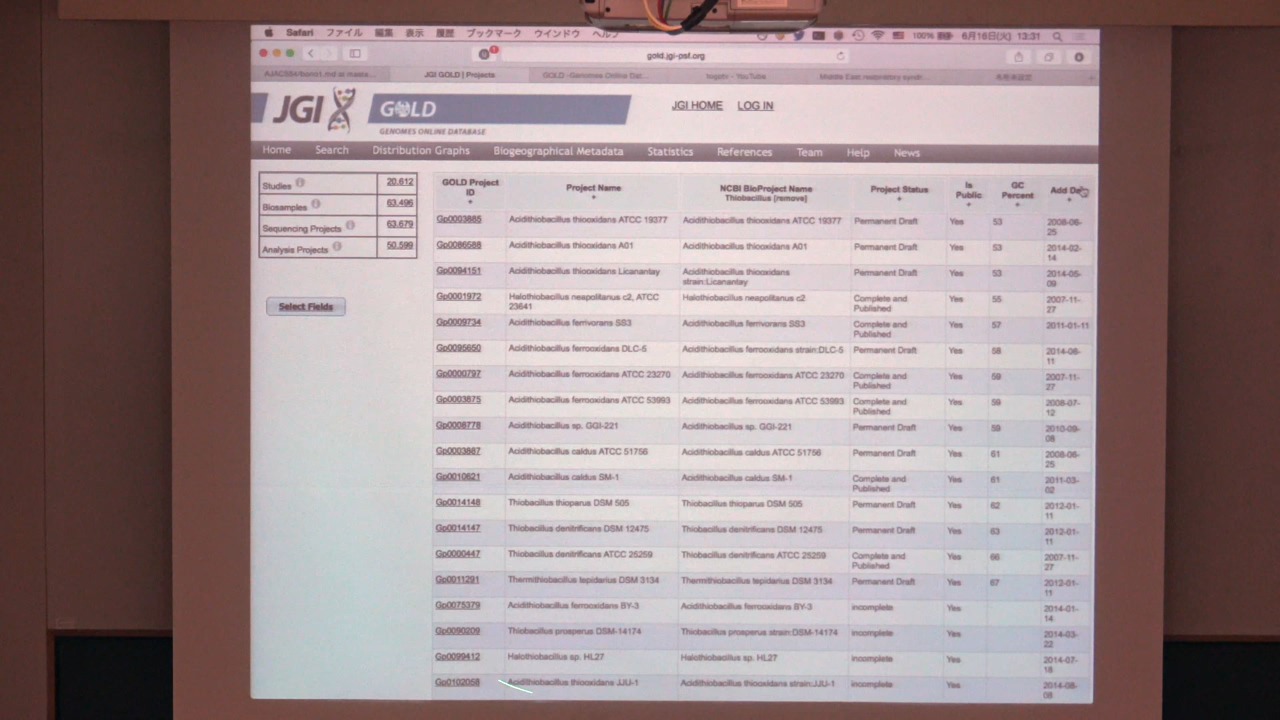 Safari ファイル 編集 表示 履歴 ブックマーク ウインドウ ヘルプ 100% 6月16日(火) 13:31
gold.jgi-psf.org
JGI GOLD | Projects GOLD - Genomes Online Dat... togotv - YouTube Middle East respiratory syndr... 名称未設定
JGI GOLD
GENOMES ONLINE DATABASE
JGI HOME LOG IN
Home Search Distribution Graphs Biogeographical Metadata Statistics References Team Help News
Studies 20,612
Biosamples 63,496
Sequencing Projects 63,679
Analysis Projects 50,599
Select Fields
GOLD Project ID Project Name NCBI BioProject Name Thiobacillus [remove] Project Status Is Public GC Percent Add Date
Gp0003885 Acidithiobacillus thiooxidans ATCC 19377 Acidithiobacillus thiooxidans ATCC 19377 Permanent Draft Yes 53 2008-06-25
Gp0086588 Acidithiobacillus thiooxidans A01 Acidithiobacillus thiooxidans A01 Permanent Draft Yes 53 2014-02-14
Gp0094151 Acidithiobacillus thiooxidans Licanantay Acidithiobacillus thiooxidans strain:Licanantay Permanent Draft Yes 53 2014-05-09
Gp0001972 Halothiobacillus neapolitanus c2, ATCC 23641 Halothiobacillus neapolitanus c2 Complete and Published Yes 55 2007-11-27
Gp0009734 Acidithiobacillus ferrivorans SS3 Acidithiobacillus ferrivorans SS3 Complete and Published Yes 57 2011-01-11
Gp0095650 Acidithiobacillus ferrooxidans DLC-5 Acidithiobacillus ferrooxidans strain:DLC-5 Permanent Draft Yes 58 2014-06-11
Gp0000797 Acidithiobacillus ferrooxidans ATCC 23270 Acidithiobacillus ferrooxidans ATCC 23270 Complete and Published Yes 59 2007-11-27
Gp0003875 Acidithiobacillus ferrooxidans ATCC 53993 Acidithiobacillus ferrooxidans ATCC 53993 Complete and Published Yes 59 2008-07-12
Gp0008778 Acidithiobacillus sp. GGI-221 Acidithiobacillus sp. GGI-221 Permanent Draft Yes 59 2010-09-08
Gp0003887 Acidithiobacillus caldus ATCC 51756 Acidithiobacillus caldus ATCC 51756 Permanent Draft Yes 61 2008-06-25
Gp0010621 Acidithiobacillus caldus SM-1 Acidithiobacillus caldus SM-1 Complete and Published Yes 61 2011-03-02
Gp0014148 Thiobacillus thioparus DSM 505 Thiobacillus thioparus DSM 505 Permanent Draft Yes 62 2012-01-11
Gp0014147 Thiobacillus denitrificans DSM 12475 Thiobacillus denitrificans DSM 12475 Permanent Draft Yes 63 2012-01-11
Gp0000447 Thiobacillus denitrificans ATCC 25259 Thiobacillus denitrificans ATCC 25259 Complete and Published Yes 66 2007-11-27
Gp0011291 Thermithiobacillus tepidarius DSM 3134 Thermithiobacillus tepidarius DSM 3134 Permanent Draft Yes 67 2012-01-11
Gp0075379 Acidithiobacillus ferrooxidans BY-3 Acidithiobacillus ferrooxidans BY-3 incomplete Yes 2014-01-14
Gp0090209 Thiobacillus prosperus DSM-14174 Thiobacillus prosperus strain:DSM-14174 incomplete Yes 2014-03-22
Gp0099412 Halothiobacillus sp. HL27 Halothiobacillus sp. HL27 incomplete Yes 2014-07-18
Gp0102058 Acidithiobacillus thiooxidans JJU-1 Acidithiobacillus thiooxidans strain:JJU-1 incomplete Yes 2014-08-08